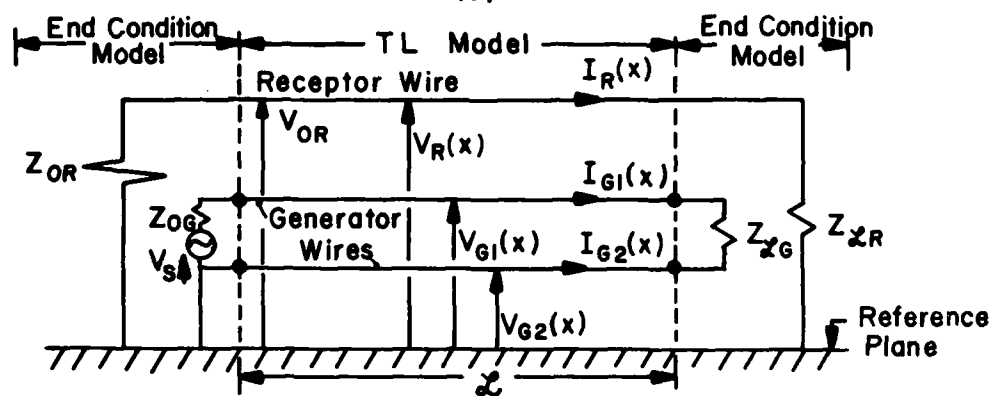 End Condition
Model
TL Model
End Condition
Model
Receptor Wire
I_R(x)
V_OR
V_R(x)
Z_OR
I_G1(x)
Z_OG
Generator
Wires
V_G1(x)
I_G2(x)
Z_ℒG
Z_ℒR
V_S
V_G2(x)
Reference
Plane
ℒ